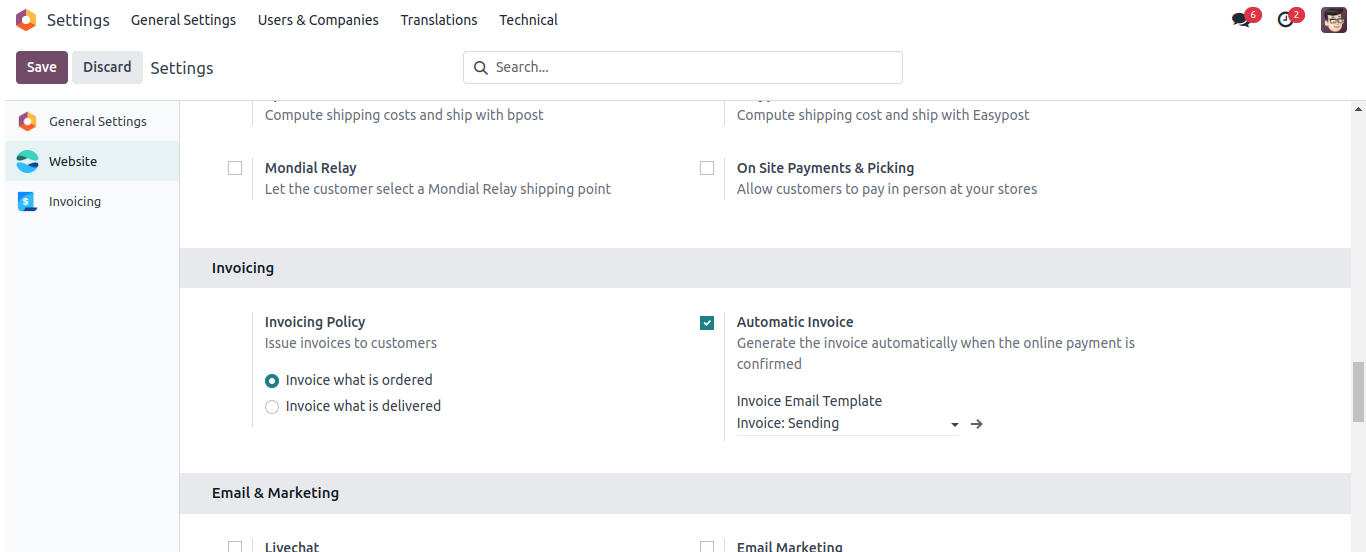 Settings General Settings Users & Companies Translations Technical 6 2
Save Discard Settings Search...
General Settings
Website
Invoicing
Compute shipping costs and ship with bpost
Compute shipping cost and ship with Easypost
Mondial Relay
Let the customer select a Mondial Relay shipping point
On Site Payments & Picking
Allow customers to pay in person at your stores
Invoicing
Invoicing Policy
Issue invoices to customers
Invoice what is ordered
Invoice what is delivered
Automatic Invoice
Generate the invoice automatically when the online payment is
confirmed
Invoice Email Template
Invoice: Sending
Email & Marketing
Livechat
Email Marketing